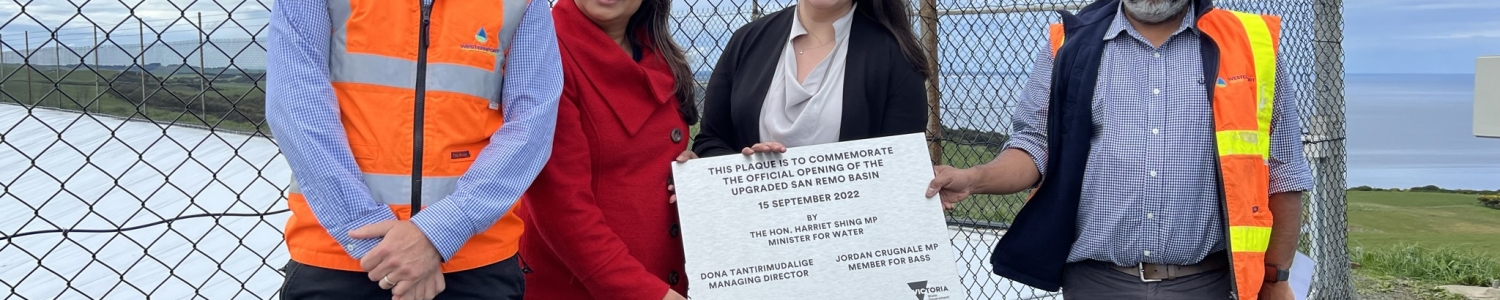 THIS PLAQUE IS TO COMMEMORATE
THE OFFICIAL OPENING OF THE
UPGRADED SAN REMO BASIN
15 SEPTEMBER 2022
BY
THE HON. HARRIET SHING MP
MINISTER FOR WATER
DONA TANTIRIMUDALIGE
MANAGING DIRECTOR
JORDAN CRUGNALE MP
MEMBER FOR BASS
VICTORIA